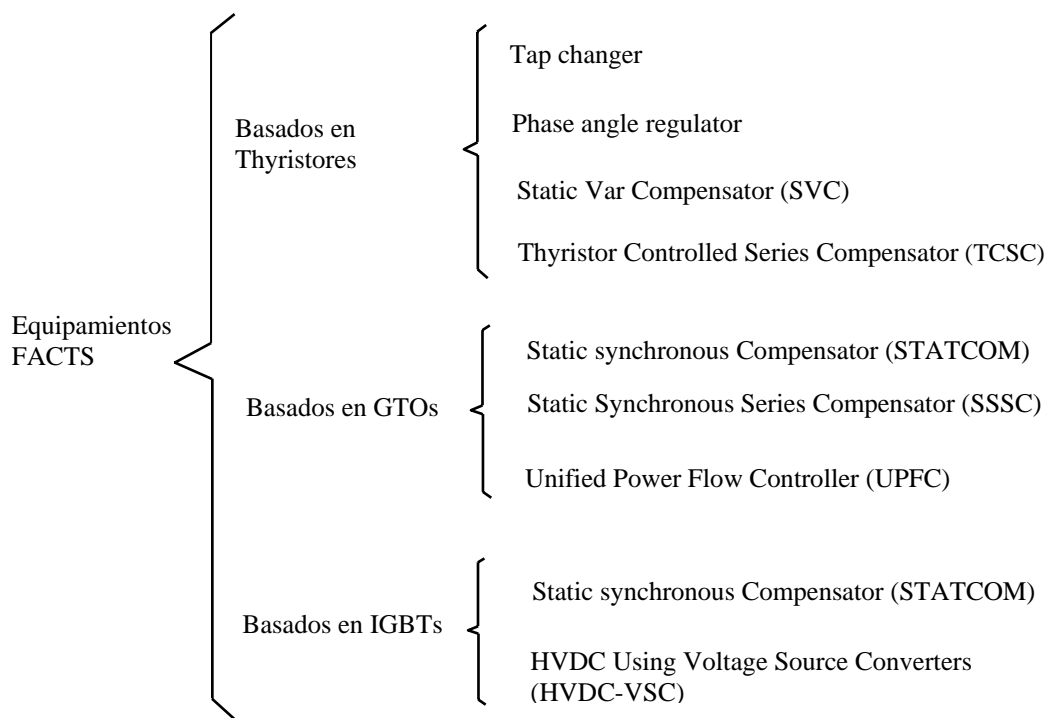 Tap changer
Phase angle regulator
Basados en
Thyristores
Static Var Compensator (SVC)
Thyristor Controlled Series Compensator (TCSC)
Equipamientos
FACTS
Static synchronous Compensator (STATCOM)
Basados en GTOs
Static Synchronous Series Compensator (SSSC)
Unified Power Flow Controller (UPFC)
Static synchronous Compensator (STATCOM)
Basados en IGBTs
HVDC Using Voltage Source Converters
(HVDC-VSC)